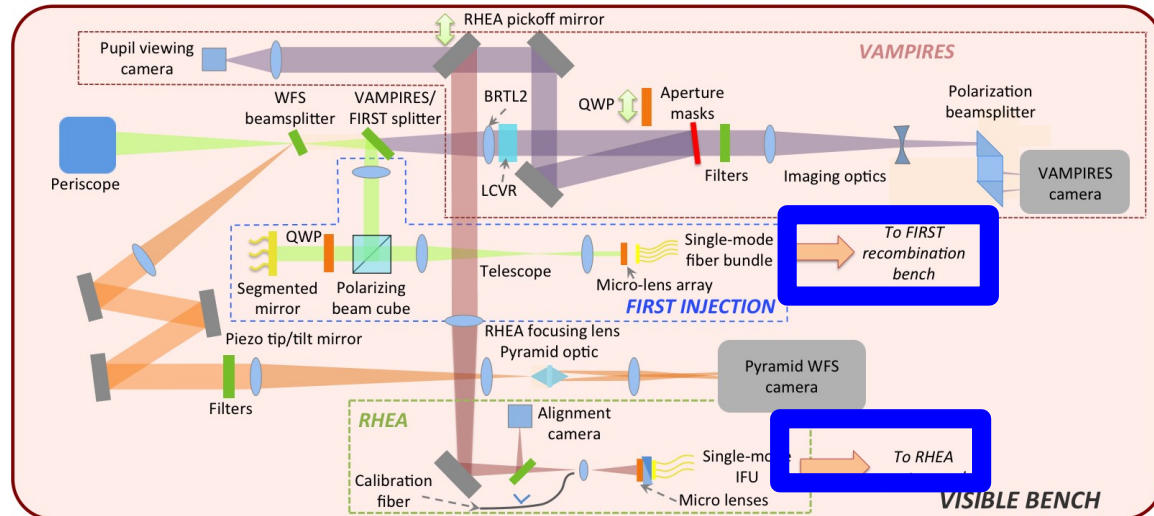 RHEA pickoff mirror
Pupil viewing
camera
VAMPIRES
WFS
beamsplitter
VAMPIRES/
FIRST splitter
BRTL2
QWP
Aperture
masks
Polarization
beamsplitter
Periscope
LCVR
Filters
Imaging optics
VAMPIRES
camera
QWP
Segmented
mirror
Polarizing
beam cube
Telescope
Single-mode
fiber bundle
Micro-lens array
To FIRST
recombination
bench
FIRST INJECTION
RHEA focusing lens
Piezo tip/tilt mirror
Pyramid optic
Pyramid WFS
camera
Filters
RHEA
Alignment
camera
Calibration
fiber
Single-mode
IFU
Micro lenses
To RHEA
VISIBLE BENCH